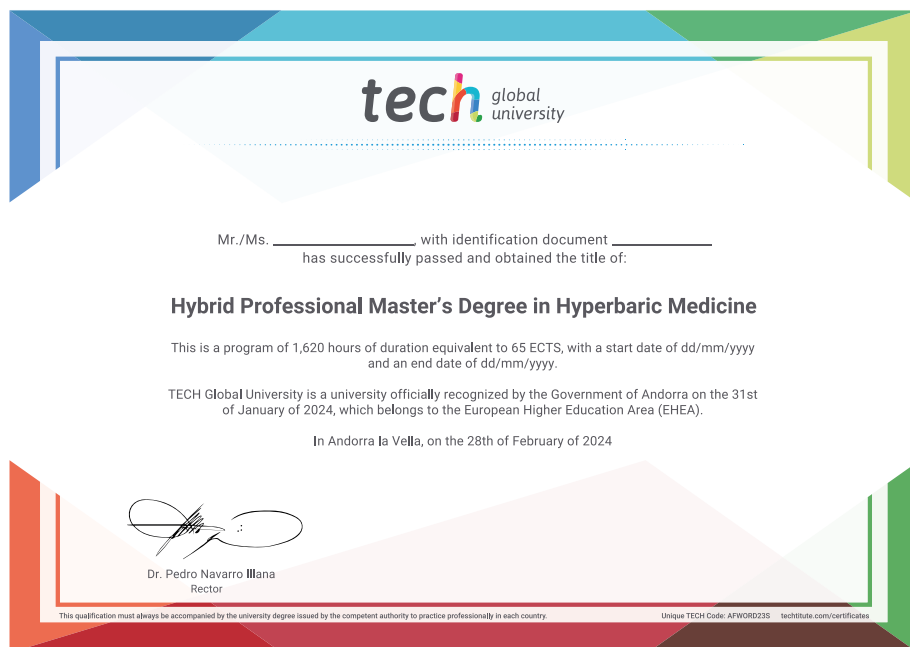 tech global university
Mr./Ms. ____________, with identification document ____________
has successfully passed and obtained the title of:
Hybrid Professional Master’s Degree in Hyperbaric Medicine
This is a program of 1,620 hours of duration equivalent to 65 ECTS, with a start date of dd/mm/yyyy
and an end date of dd/mm/yyyy.
TECH Global University is a university officially recognized by the Government of Andorra on the 31st
of January of 2024, which belongs to the European Higher Education Area (EHEA).
In Andorra la Vella, on the 28th of February of 2024
Dr. Pedro Navarro Illana
Rector
This qualification must always be accompanied by the university degree issued by the competent authority to practice professionally in each country.
Unique TECH Code: AFWORD23S techtitute.com/certificates